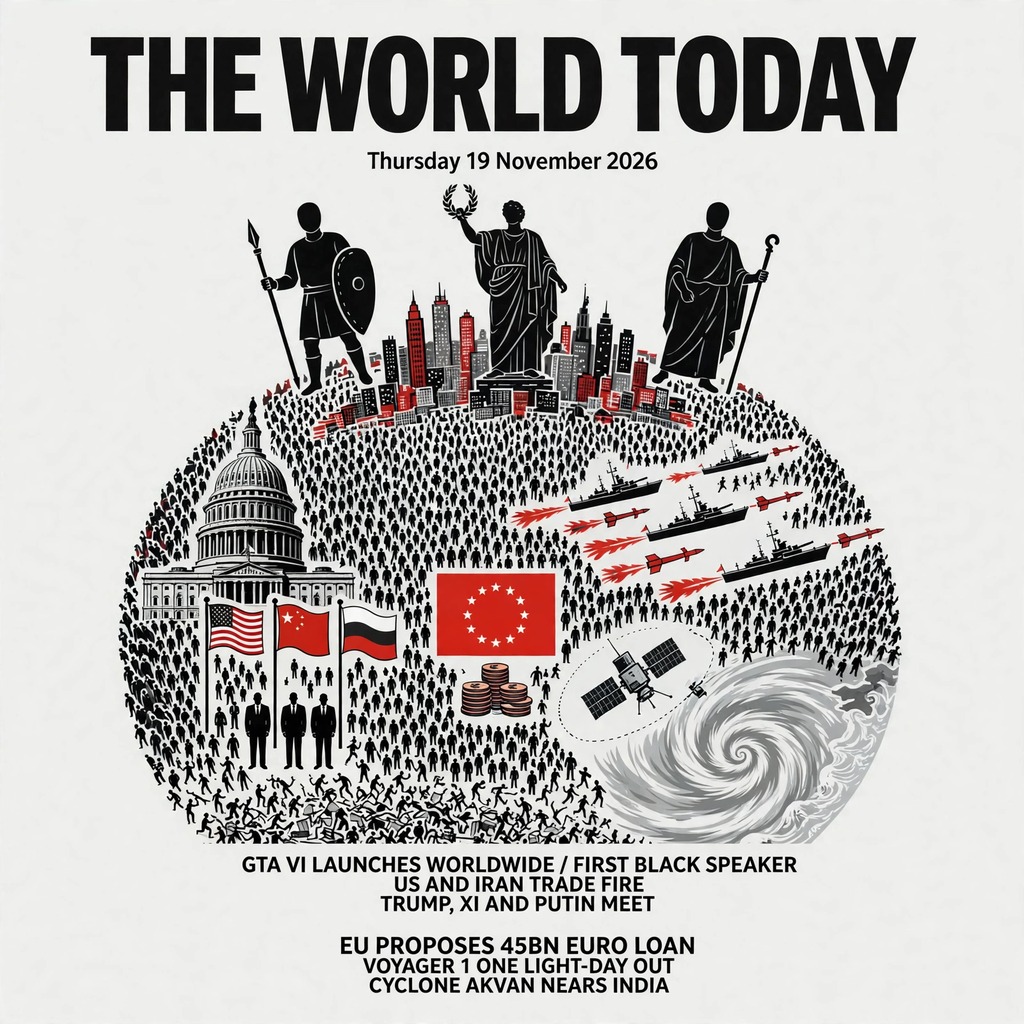 THE WORLD TODAY
Thursday 19 November 2026
GTA VI LAUNCHES WORLDWIDE / FIRST BLACK SPEAKER
US AND IRAN TRADE FIRE
TRUMP, XI AND PUTIN MEET
EU PROPOSES 45BN EURO LOAN
VOYAGER 1 ONE LIGHT-DAY OUT
CYCLONE AKVAN NEARS INDIA